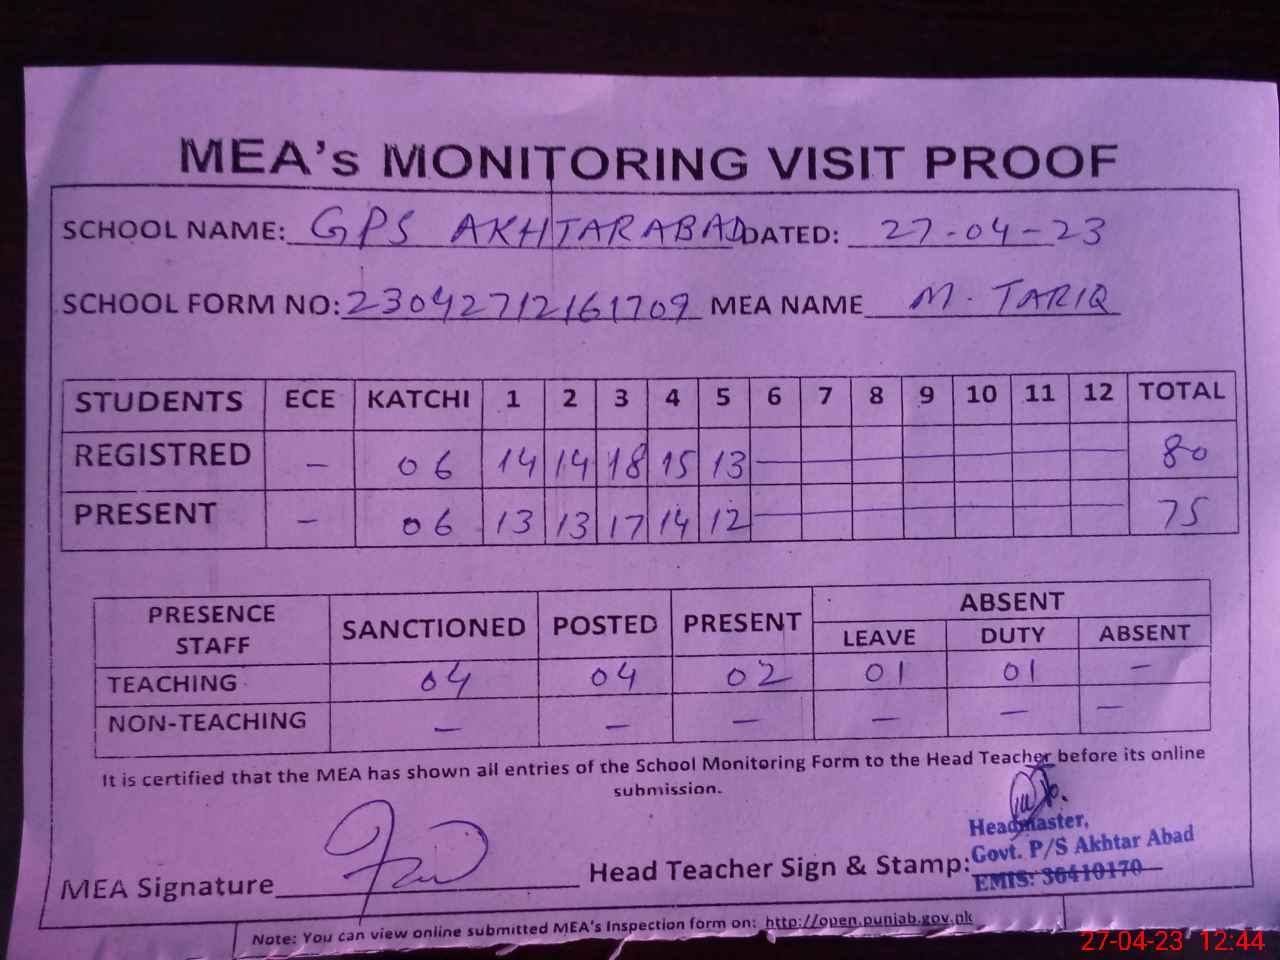 MEA's MONITORING VISIT PROOF
SCHOOL NAME: GPS AKHTARABAD DATED: 27-04-23
SCHOOL FORM NO: 23042712161709 MEA NAME M. TARIQ
STUDENTS ECE KATCHI 1 2 3 4 5 6 7 8 9 10 11 12 TOTAL
REGISTRED - 06 14 14 18 15 13 80
PRESENT - 06 13 13 17 14 12 75
PRESENCE STAFF SANCTIONED POSTED PRESENT ABSENT
LEAVE DUTY ABSENT
TEACHING 04 04 02 01 01 -
NON-TEACHING - - - - - -
It is certified that the MEA has shown all entries of the School Monitoring Form to the Head Teacher before its online
submission.
Headmaster,
Govt. P/S Akhtar Abad
EMIS: 36410170
MEA Signature Head Teacher Sign & Stamp:
Note: You can view online submitted MEA's Inspection form on: http://open.punjab.gov.pk
27-04-23 12:44